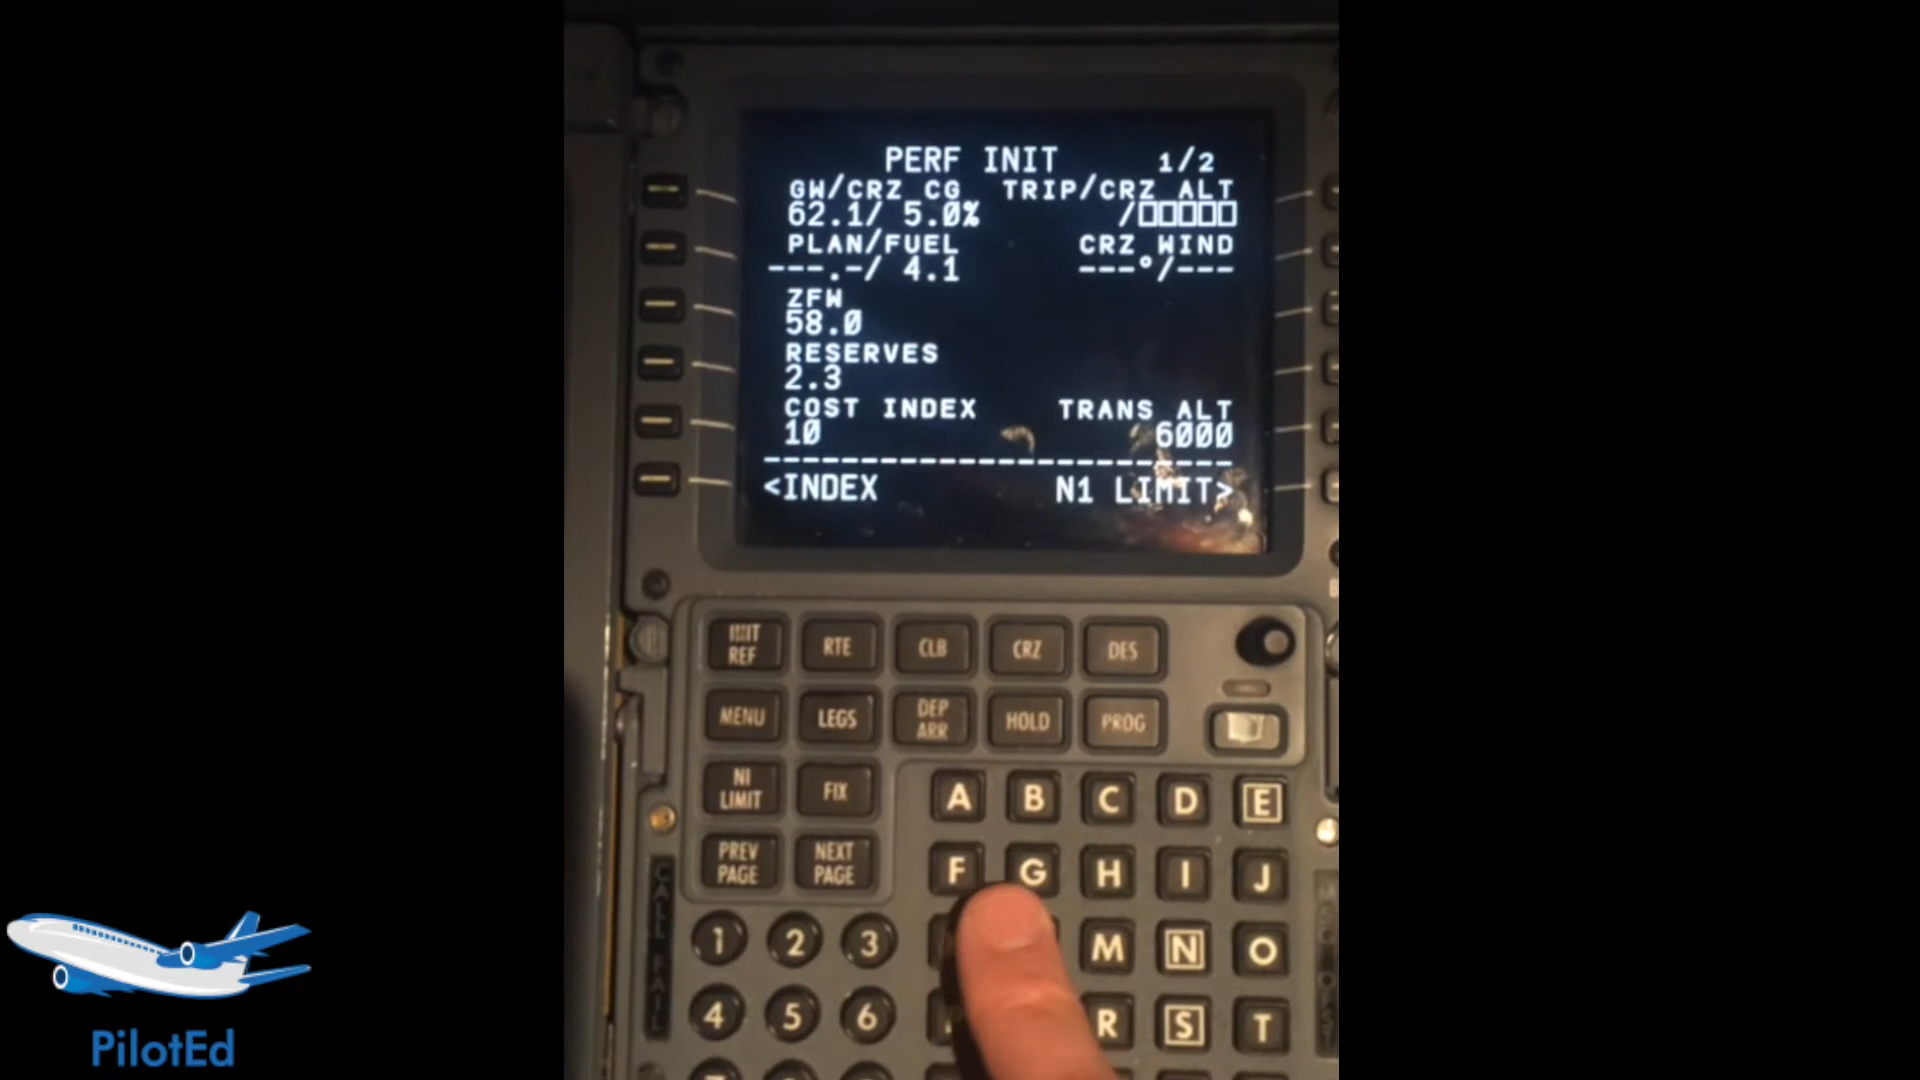 PERF INIT 1/2
GW/CRZ CG TRIP/CRZ ALT
62.1/ 5.0% /□□□□□
PLAN/FUEL CRZ WIND
---.-/ 4.1 ---°/---
ZFW
58.0
RESERVES
2.3
COST INDEX TRANS ALT
10 6000
------------------------
<INDEX N1 LIMIT>
INIT REF RTE CLB CRZ DES
MENU LEGS DEP ARR HOLD PROG
N1 LIMIT FIX
A B C D E
PREV PAGE NEXT PAGE
F G H I J
CALL
FAIL
1 2 3 M N O
4 5 6 R S T
PilotEd